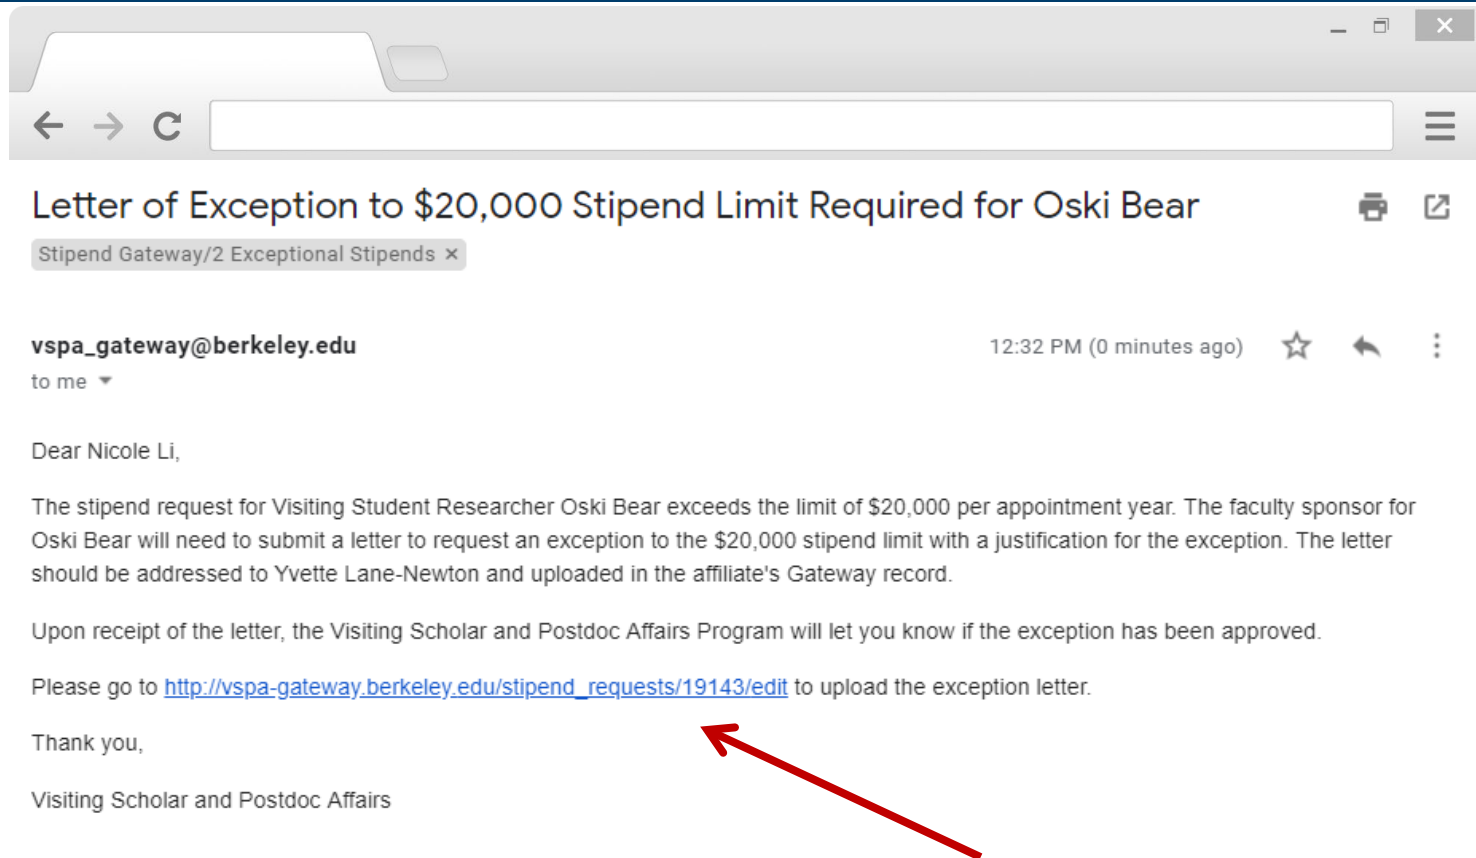 Letter of Exception to $20,000 Stipend Limit Required for Oski Bear
Stipend Gateway/2 Exceptional Stipends ×
vspa_gateway@berkeley.edu
12:32 PM (0 minutes ago)
to me
Dear Nicole Li,
The stipend request for Visiting Student Researcher Oski Bear exceeds the limit of $20,000 per appointment year. The faculty sponsor for
Oski Bear will need to submit a letter to request an exception to the $20,000 stipend limit with a justification for the exception. The letter
should be addressed to Yvette Lane-Newton and uploaded in the affiliate's Gateway record.
Upon receipt of the letter, the Visiting Scholar and Postdoc Affairs Program will let you know if the exception has been approved.
Please go to http://vspa-gateway.berkeley.edu/stipend_requests/19143/edit to upload the exception letter.
Thank you,
Visiting Scholar and Postdoc Affairs